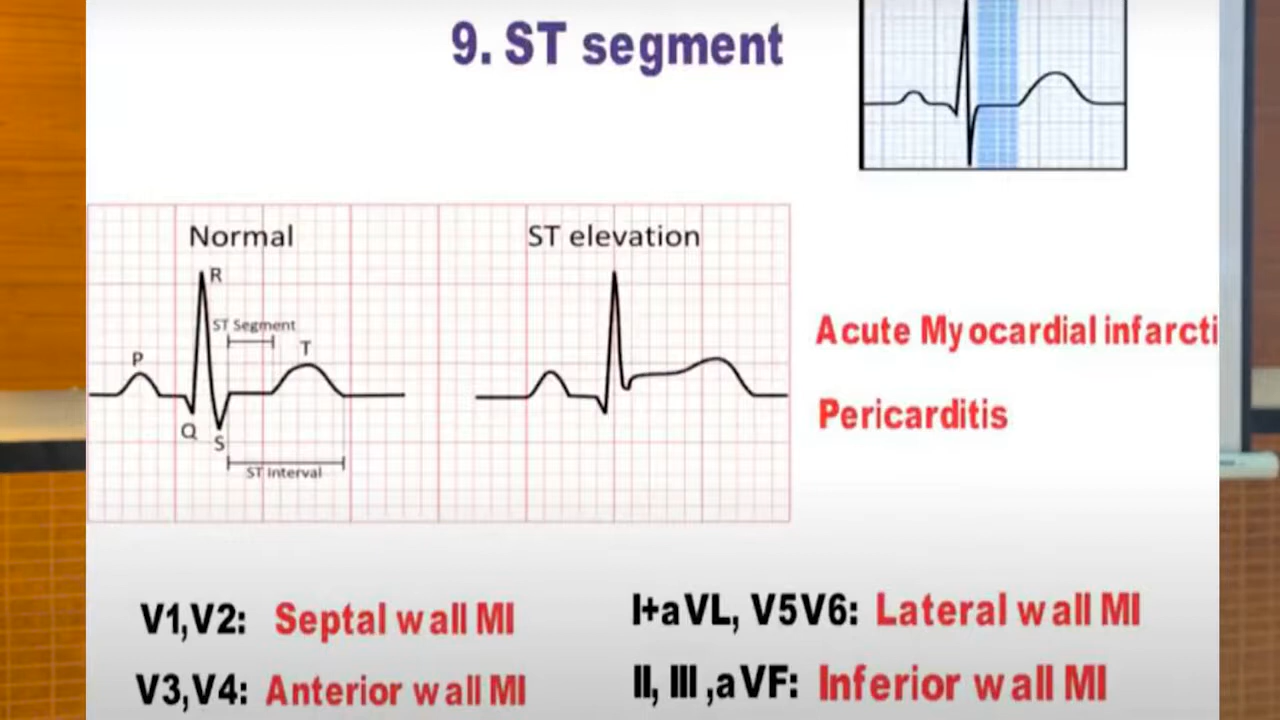 9. ST segment
Normal
ST elevation
R
ST Segment
P
T
Q
S
ST Interval
Acute Myocardial infarcti
Pericarditis
V1,V2: Septal wall MI
V3,V4: Anterior wall MI
I+aVL, V5V6: Lateral wall MI
II, III ,aVF: Inferior wall MI